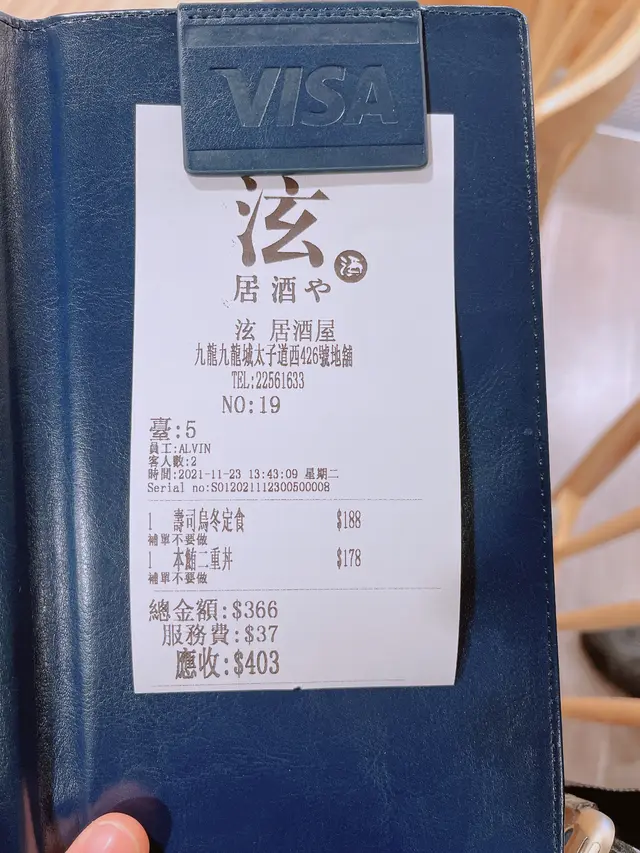 VISA
泫
居酒や
泫 居酒屋
九龍九龍城太子道西426號地舖
TEL:22561633
NO:19
臺:5
員工:ALVIN
客人數:2
時間:2021-11-23 13:43:09 星期二
Serial no:S012021112300500008
1 壽司烏冬定食 $188
補單不要做
1 本鮪二重丼 $178
補單不要做
總金額:$366
服務費:$37
應收:$403